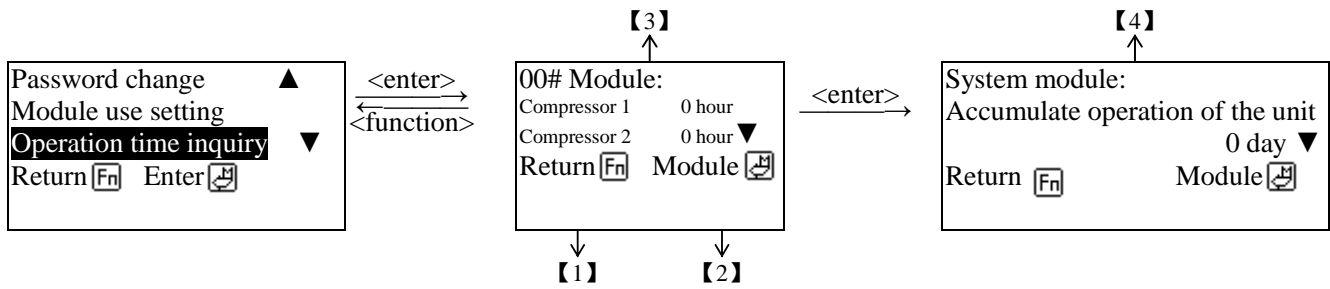 【3】
【4】
Password change ▲
Module use setting
Operation time inquiry ▼
Return Fn Enter
<enter>
<function>
00# Module:
Compressor 1 0 hour
Compressor 2 0 hour ▼
Return Fn Module
<enter>
System module:
Accumulate operation of the unit
0 day ▼
Return Fn Module
【1】
【2】